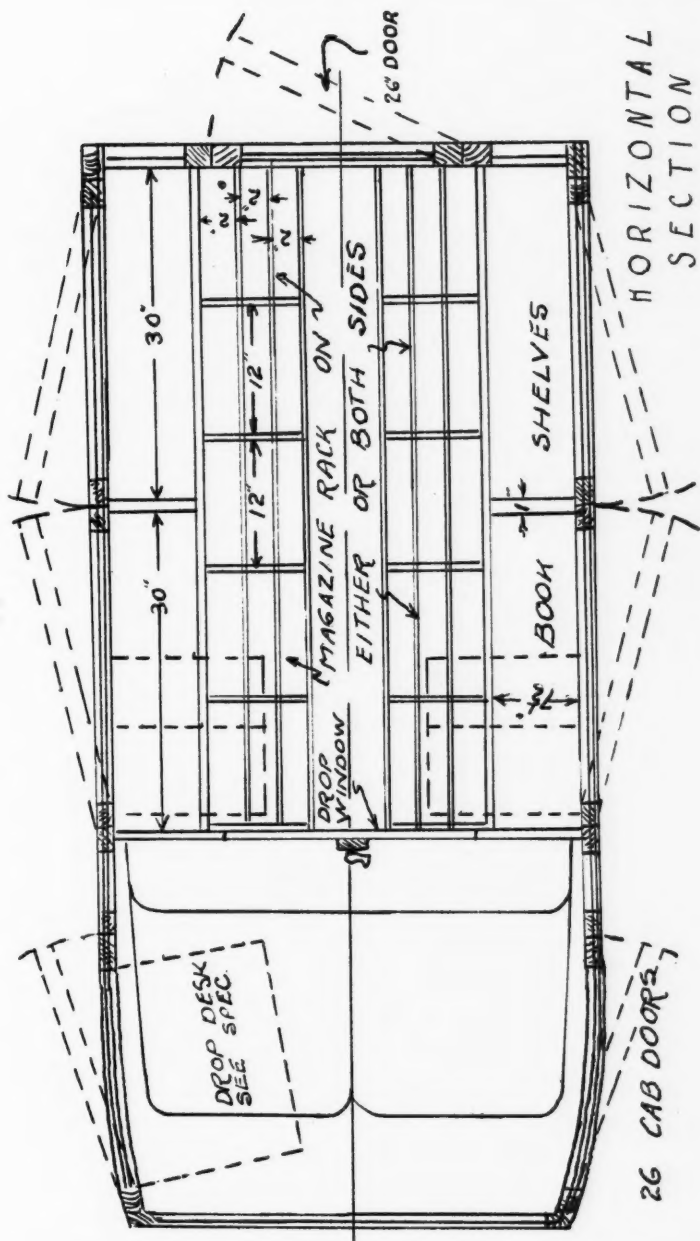 26" DOOR
HORIZONTAL
SECTION
30"
30"
2"
2"
2"
12"
12"
MAGAZINE RACK ON
EITHER OR BOTH SIDES
DROP
WINDOW
SHELVES
1"
BOOK
DROP DESK
SEE SPEC.
26 CAB DOORS